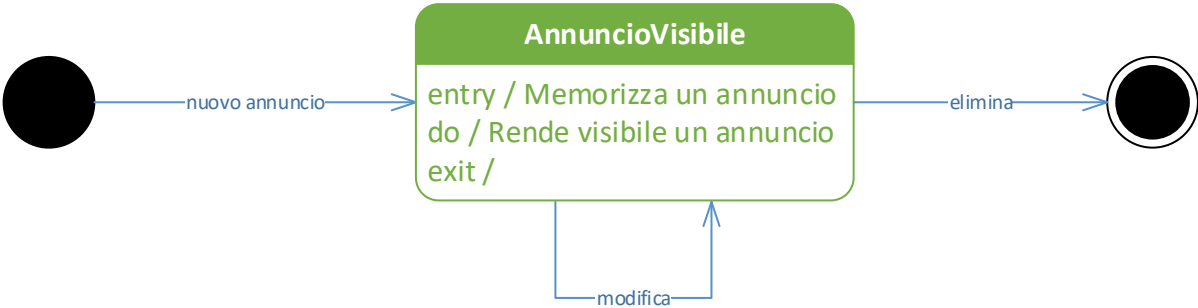 AnnuncioVisibile
nuovo annuncio
entry / Memorizza un annuncio
do / Rende visibile un annuncio
exit /
elimina
modifica